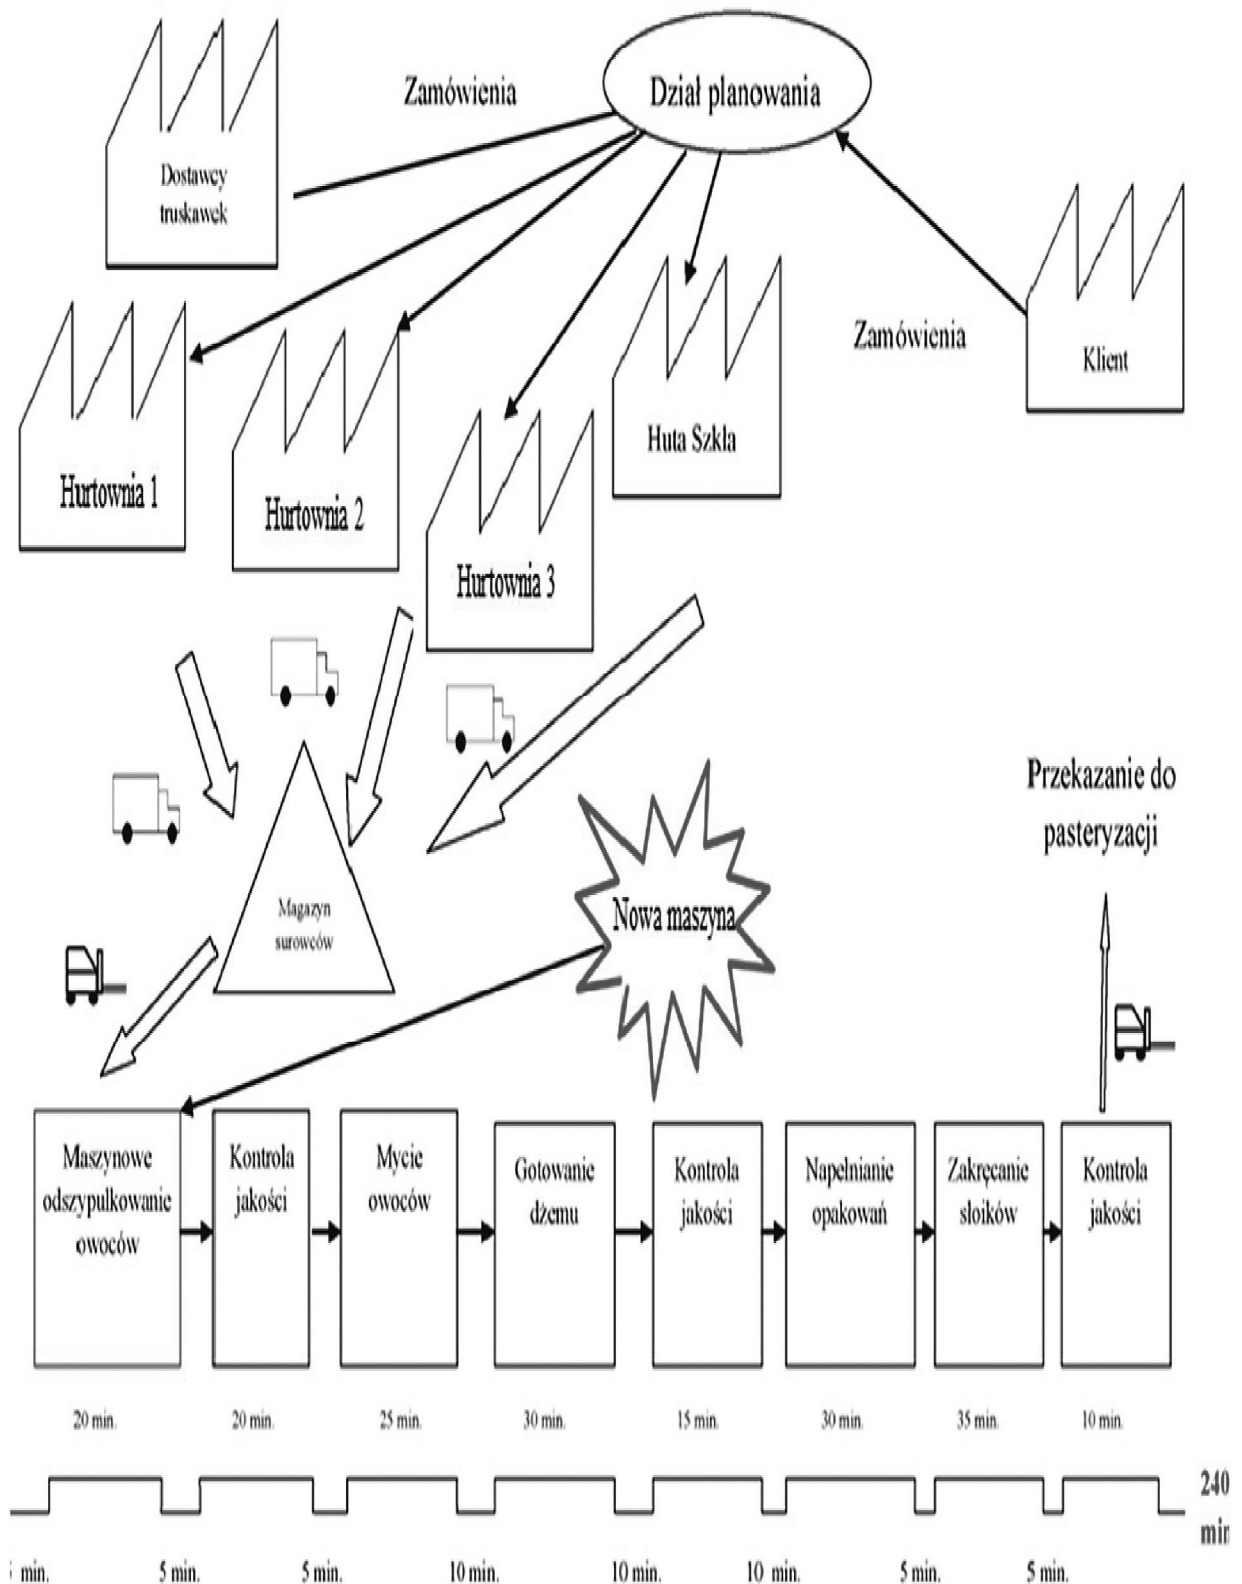 Zamówienia
Dział planowania
Dostawcy
truskawek
Zamówienia
Klient
Huta Szkła
Hurtownia 1
Hurtownia 2
Hurtownia 3
Przekazanie do
pasteryzacji
Magazyn
surowców
Nowa maszyna
Maszynowe
odszypułkowanie
owoców
Kontrola
jakości
Mycie
owoców
Gotowanie
dżemu
Kontrola
jakości
Napełnianie
opakowań
Zakręcanie
słoików
Kontrola
jakości
20 min.
20 min.
25 min.
30 min.
15 min.
30 min.
35 min.
10 min.
240
min
min.
5 min.
5 min.
10 min.
10 min.
10 min.
5 min.
5 min.